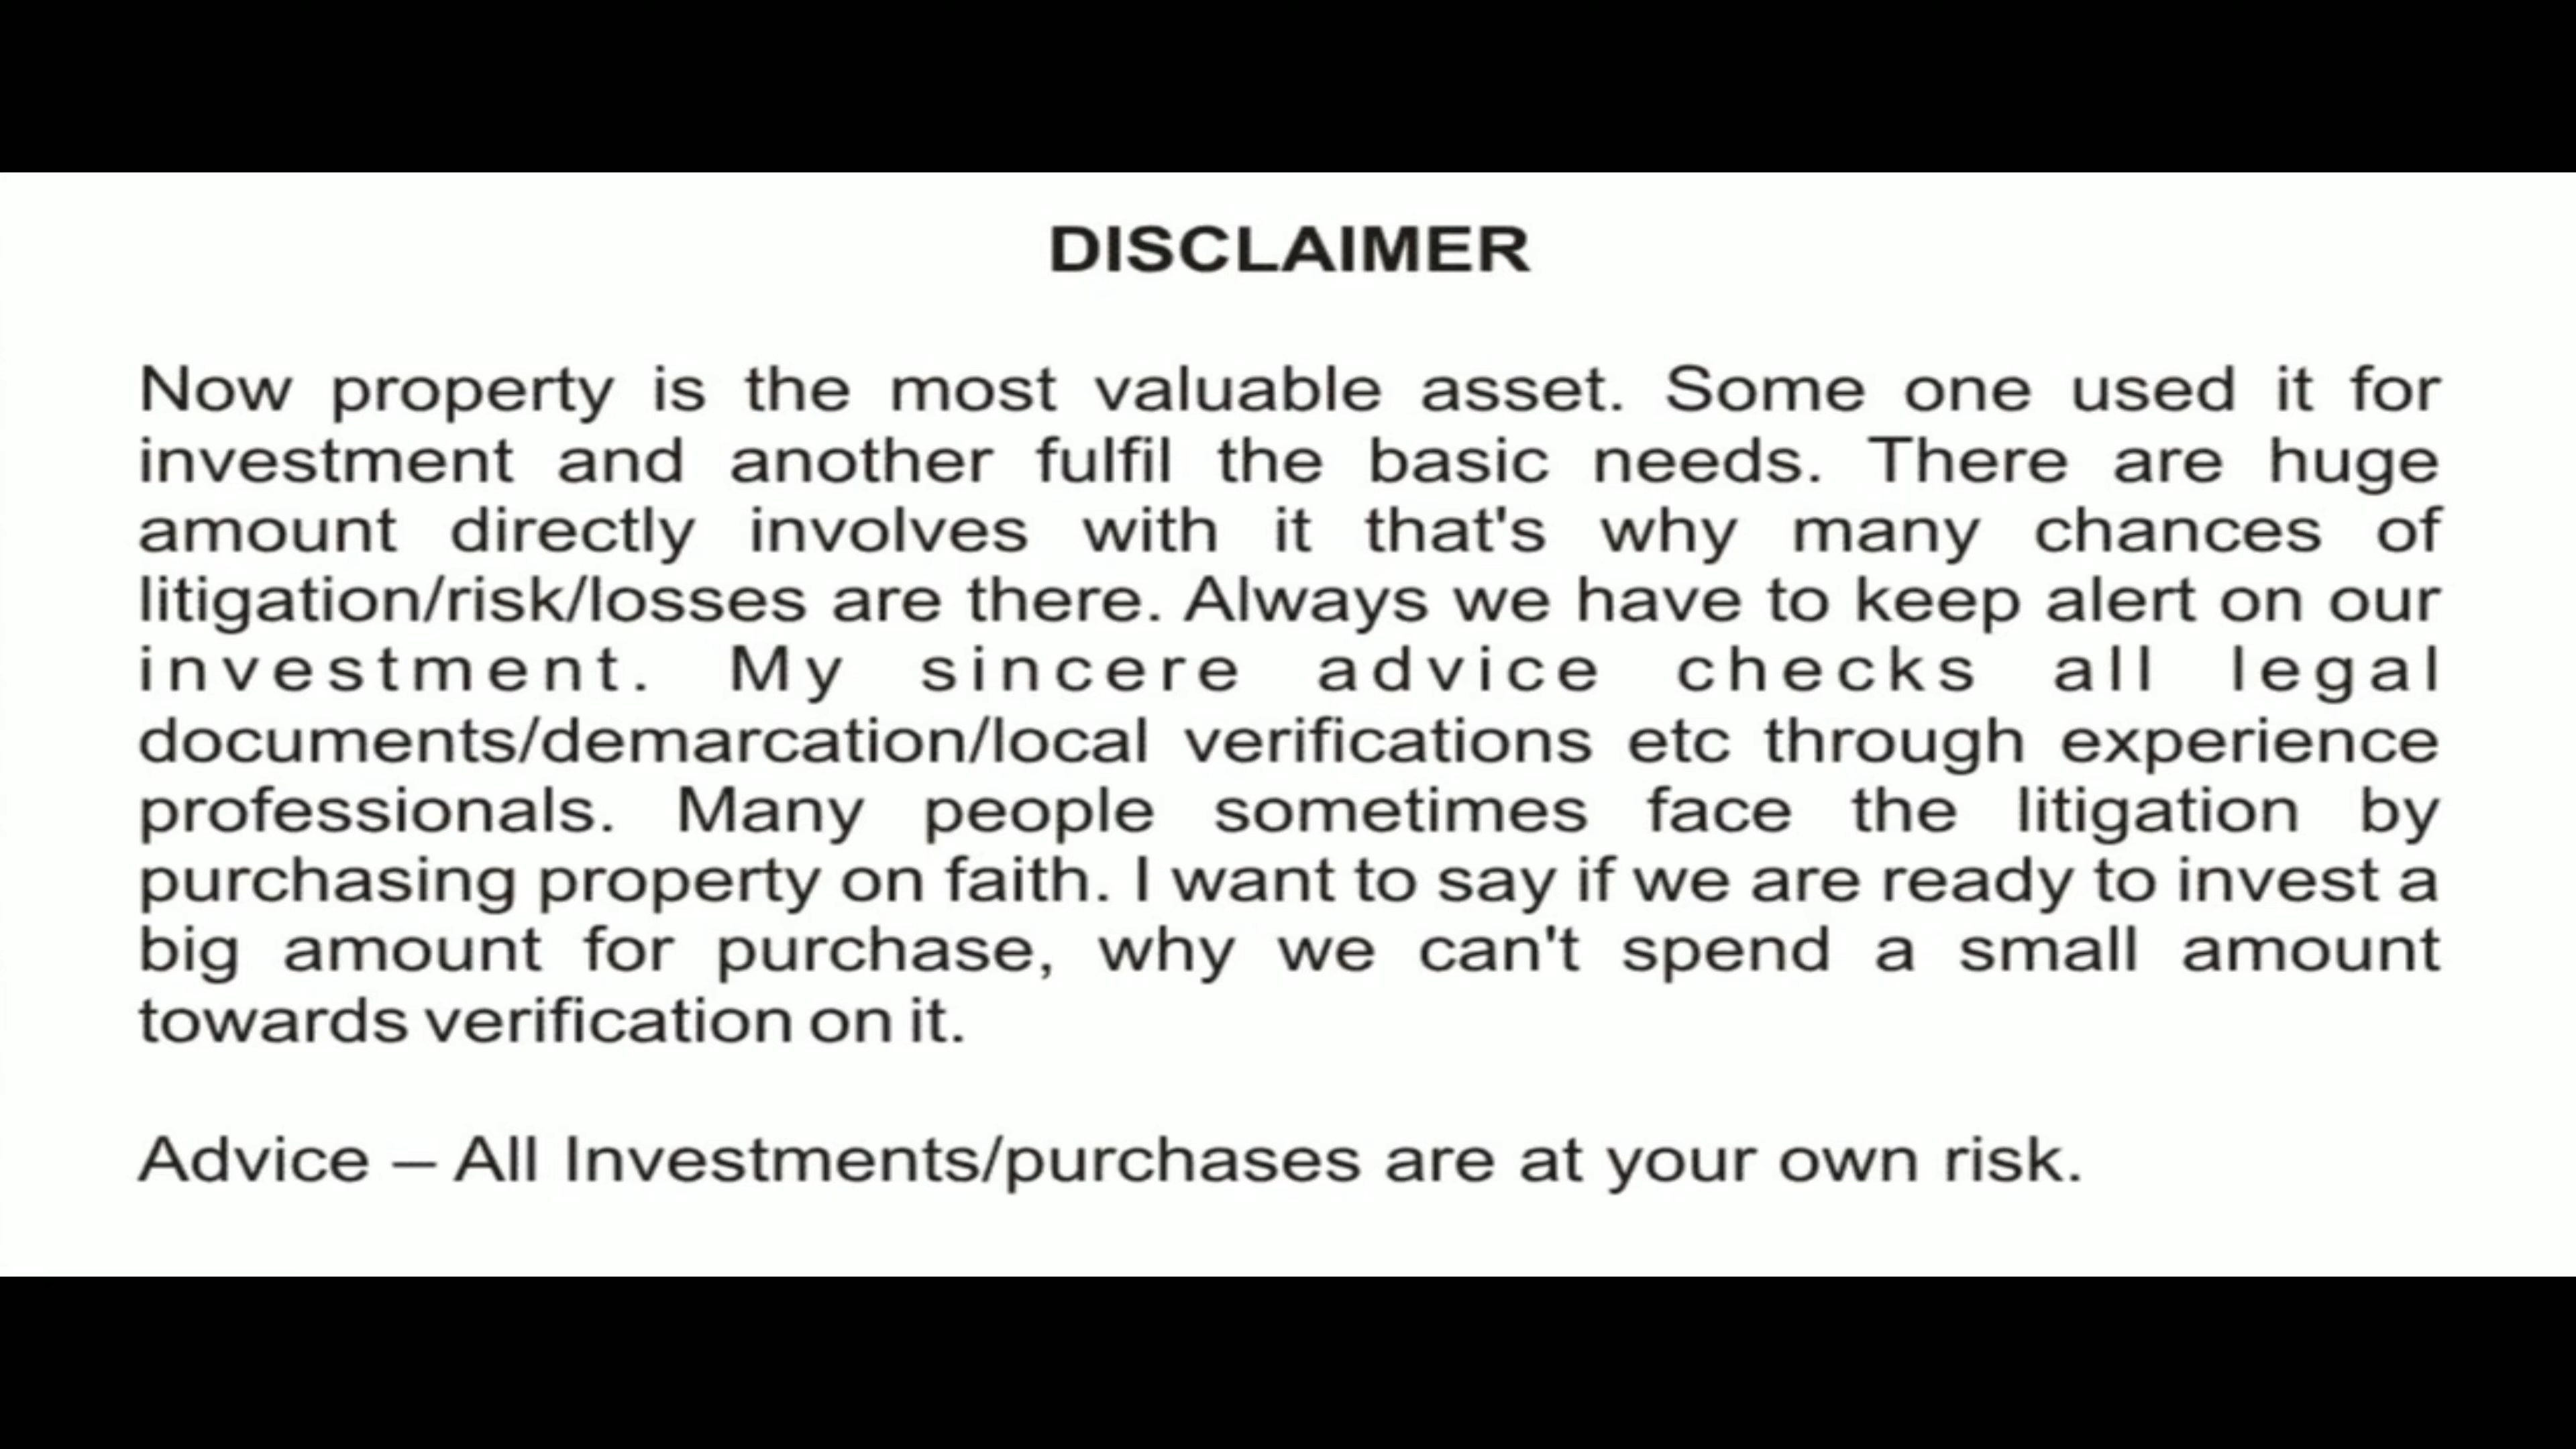 DISCLAIMER
Now property is the most valuable asset. Some one used it for
investment and another fulfil the basic needs. There are huge
amount directly involves with it that's why many chances of
litigation/risk/losses are there. Always we have to keep alert on our
investment. My sincere advice checks all legal
documents/demarcation/local verifications etc through experience
professionals. Many people sometimes face the litigation by
purchasing property on faith. I want to say if we are ready to invest a
big amount for purchase, why we can't spend a small amount
towards verification on it.
Advice – All Investments/purchases are at your own risk.